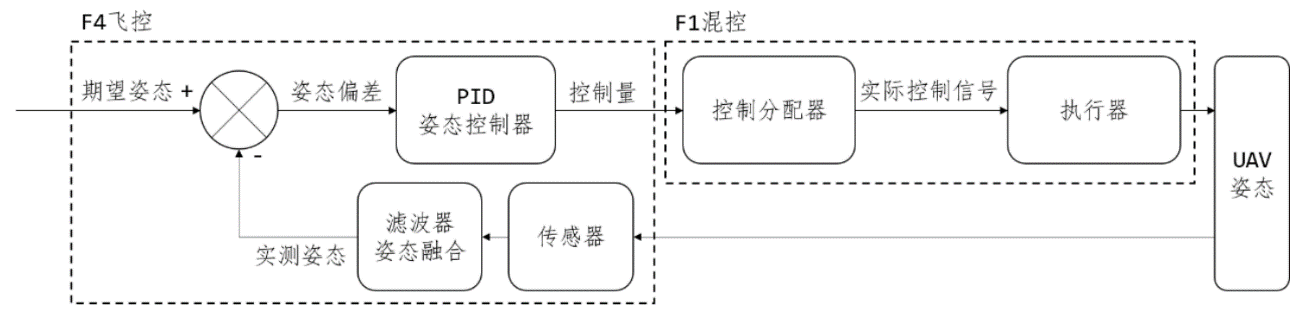 F4飞控
F1混控
期望姿态 +
姿态偏差
PID
姿态控制器
控制量
控制分配器
实际控制信号
执行器
UAV
姿态
-
实测姿态
滤波器
姿态融合
传感器